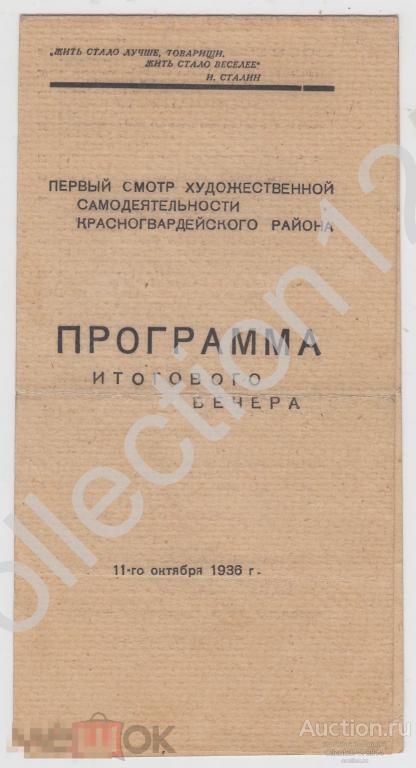 „ЖИТЬ СТАЛО ЛУЧШЕ, ТОВАРИЩИ.
ЖИТЬ СТАЛО ВЕСЕЛЕЕ"
И. СТАЛИН
ПЕРВЫЙ СМОТР ХУДОЖЕСТВЕННОЙ
САМОДЕЯТЕЛЬНОСТИ
КРАСНОГВАРДЕЙСКОГО РАЙОНА
ПРОГРАММА
ИТОГОВОГО
ВЕЧЕРА
11-го октября 1936 г.
collection12
Auction.ru